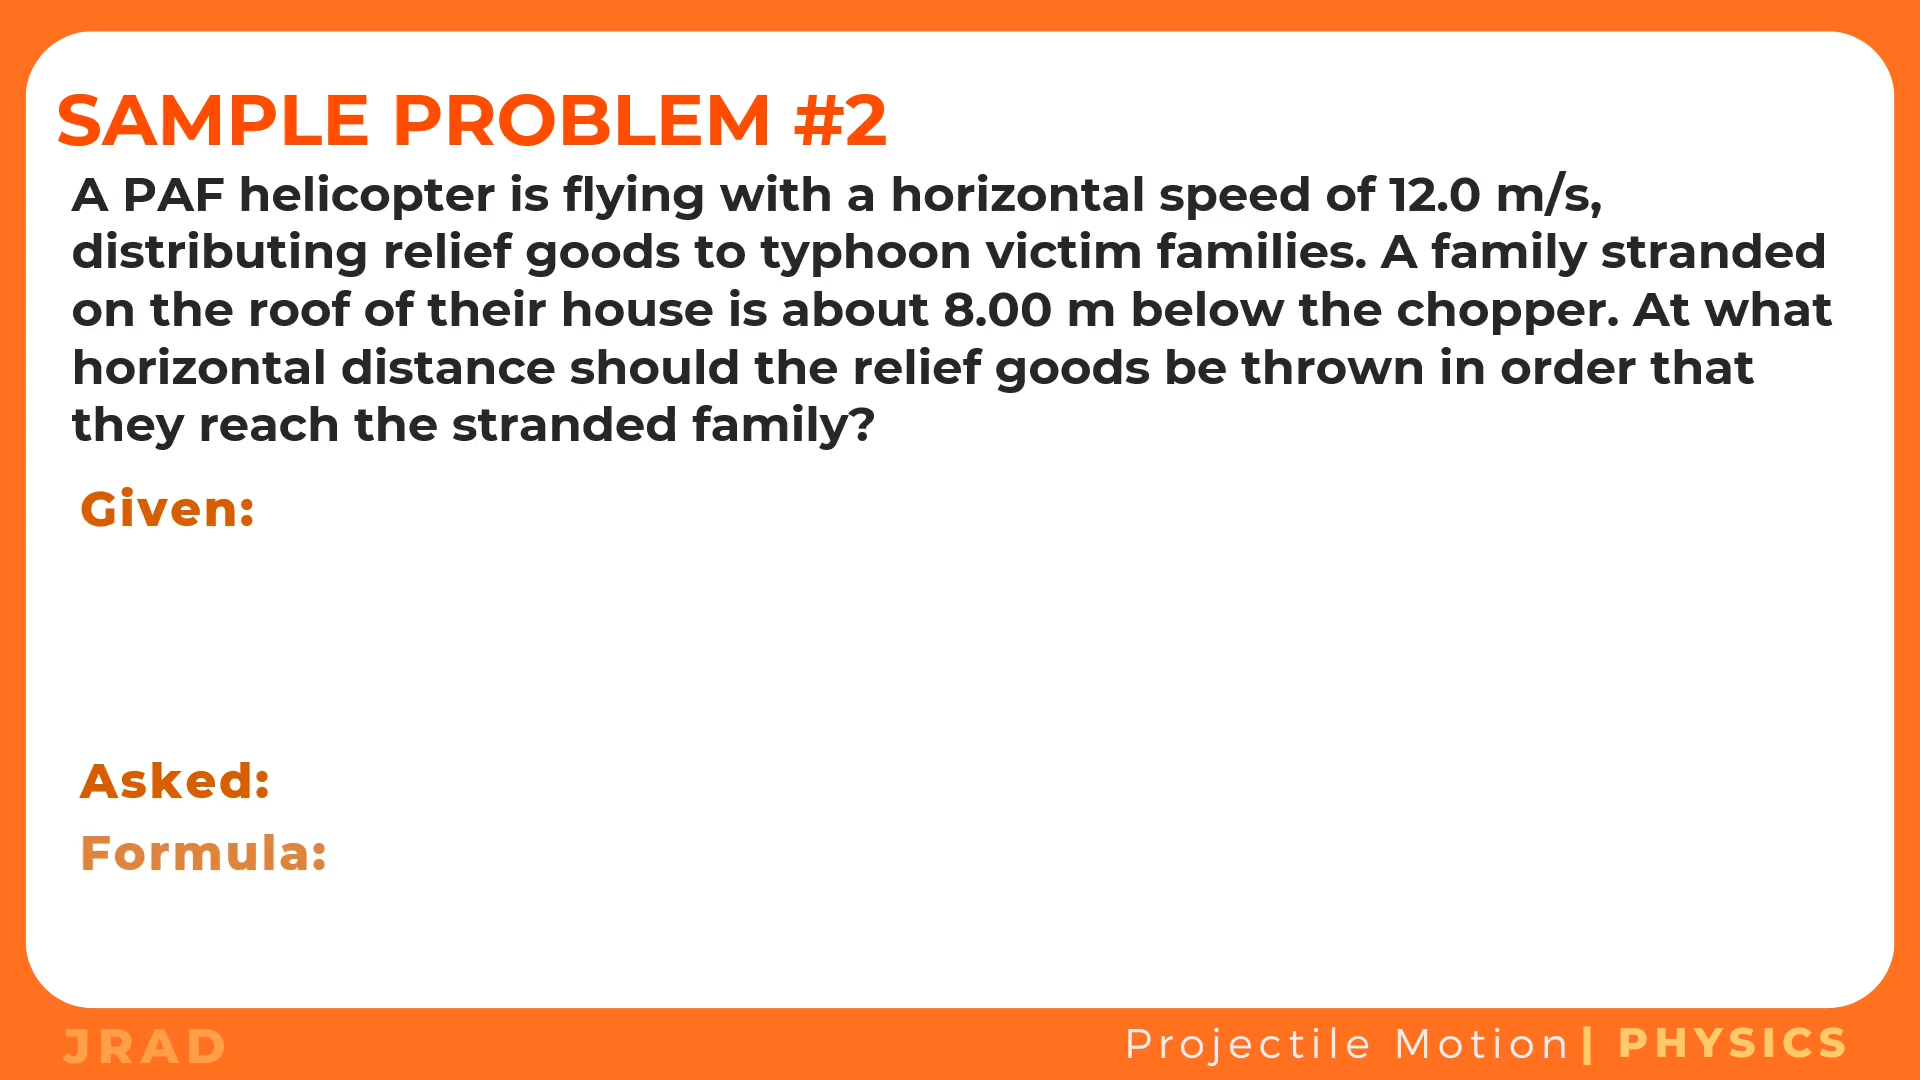 SAMPLE PROBLEM #2
A PAF helicopter is flying with a horizontal speed of 12.0 m/s,
distributing relief goods to typhoon victim families. A family stranded
on the roof of their house is about 8.00 m below the chopper. At what
horizontal distance should the relief goods be thrown in order that
they reach the stranded family?
Given:
Asked:
Formula:
JRAD
Projectile Motion | PHYSICS